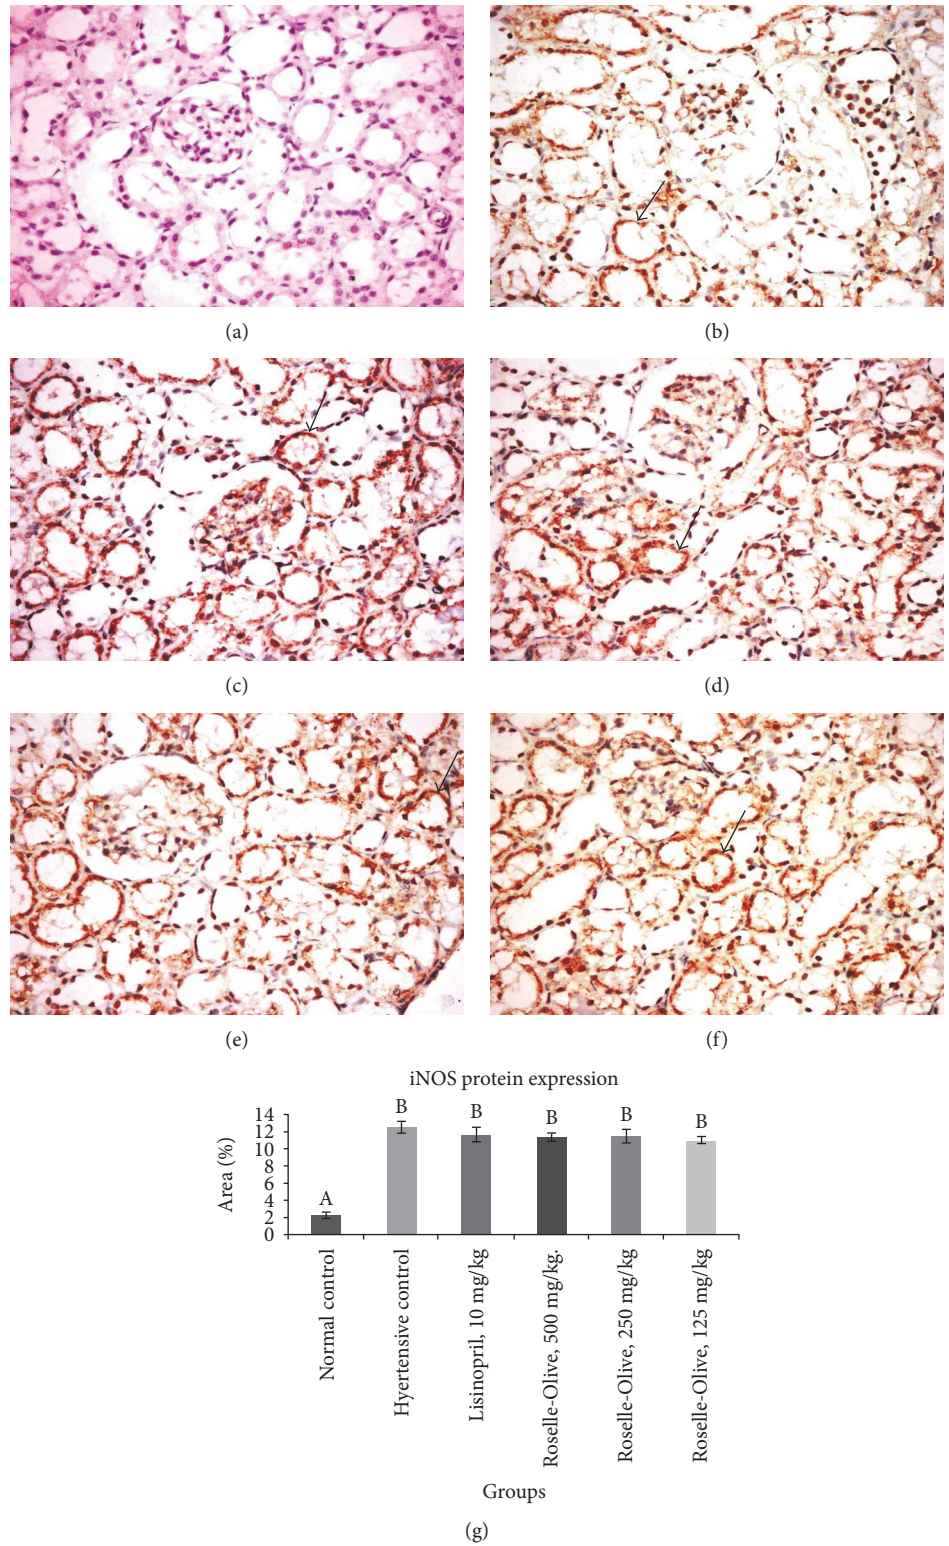 (a)
(b)
(c)
(d)
(e)
(f)
iNOS protein expression
14
12
10
8
6
4
2
0
Area (%)
A
B
B
B
B
B
Normal control
Hyertensive control
Lisinopril, 10 mg/kg
Roselle-Olive, 500 mg/kg.
Roselle-Olive, 250 mg/kg
Roselle-Olive, 125 mg/kg
Groups
(g)